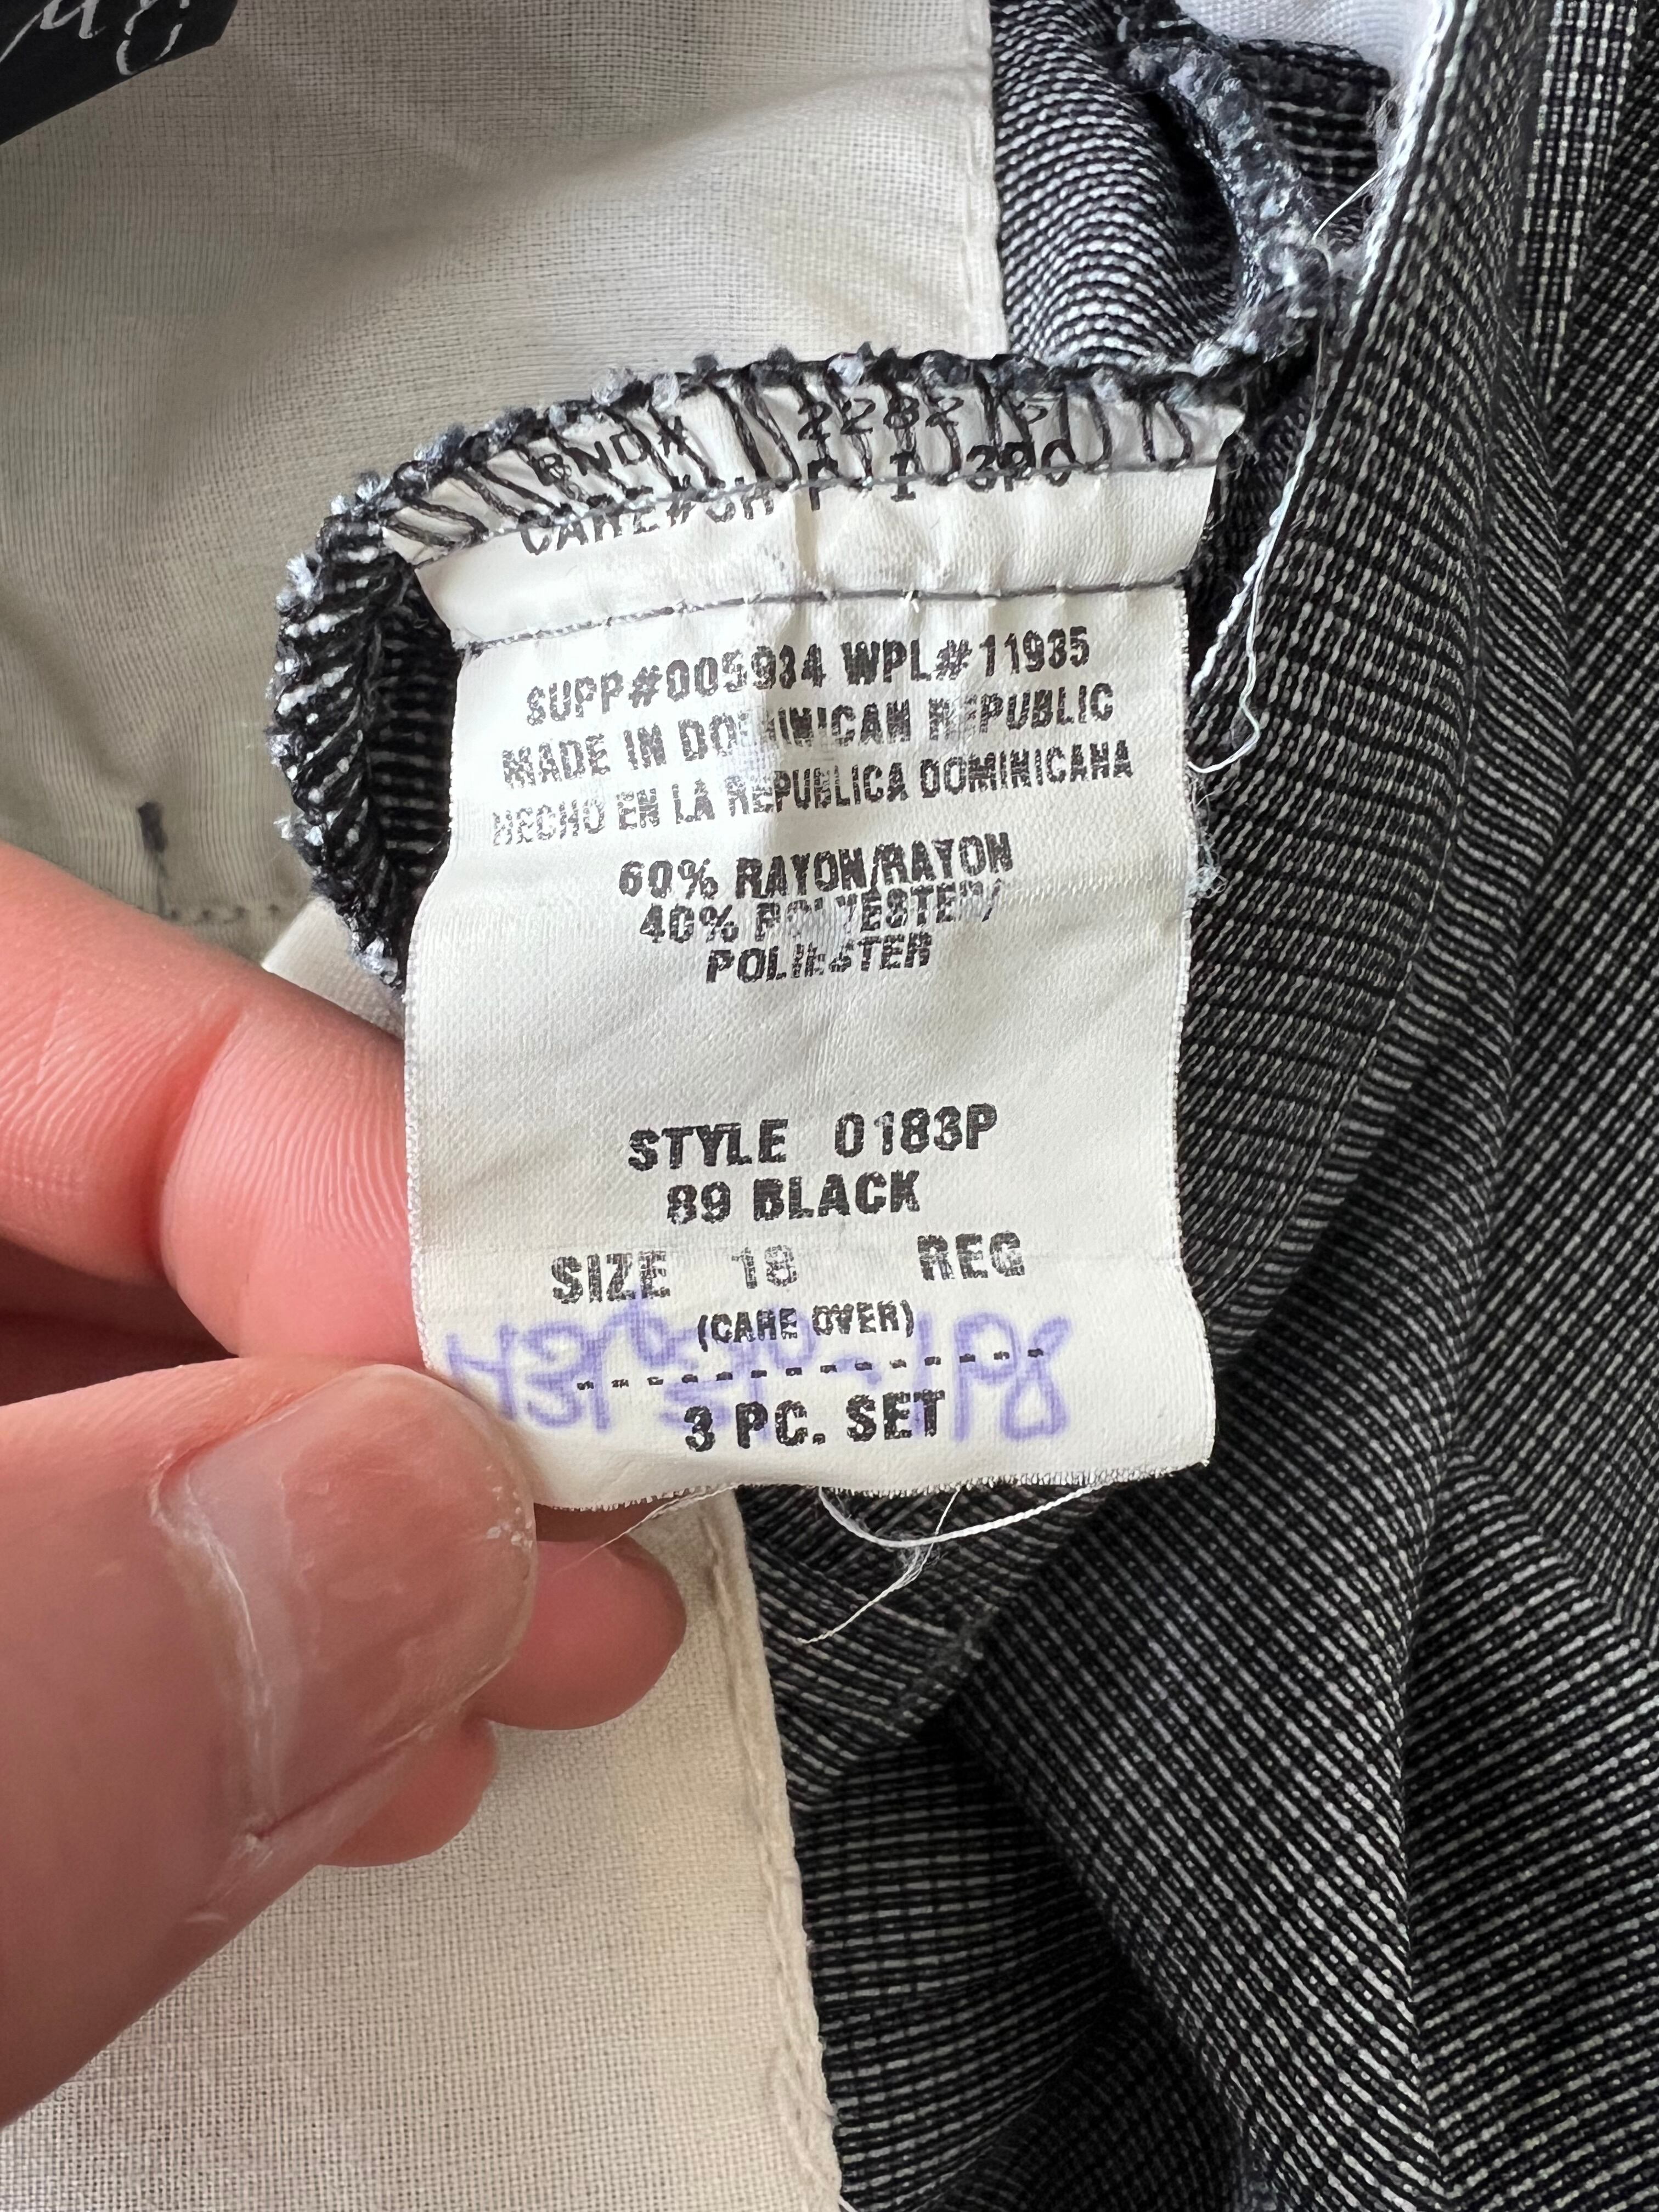 SUPP#005934 WPL#11935
MADE IN DOMINICAN REPUBLIC
HECHO EN LA REPUBLICA DOMINICANA
60% RAYON/RAYON
40% POLYESTER/
POLIESTER
STYLE 0183P
89 BLACK
SIZE 18 REG
(CARE OVER)
3 PC. SET